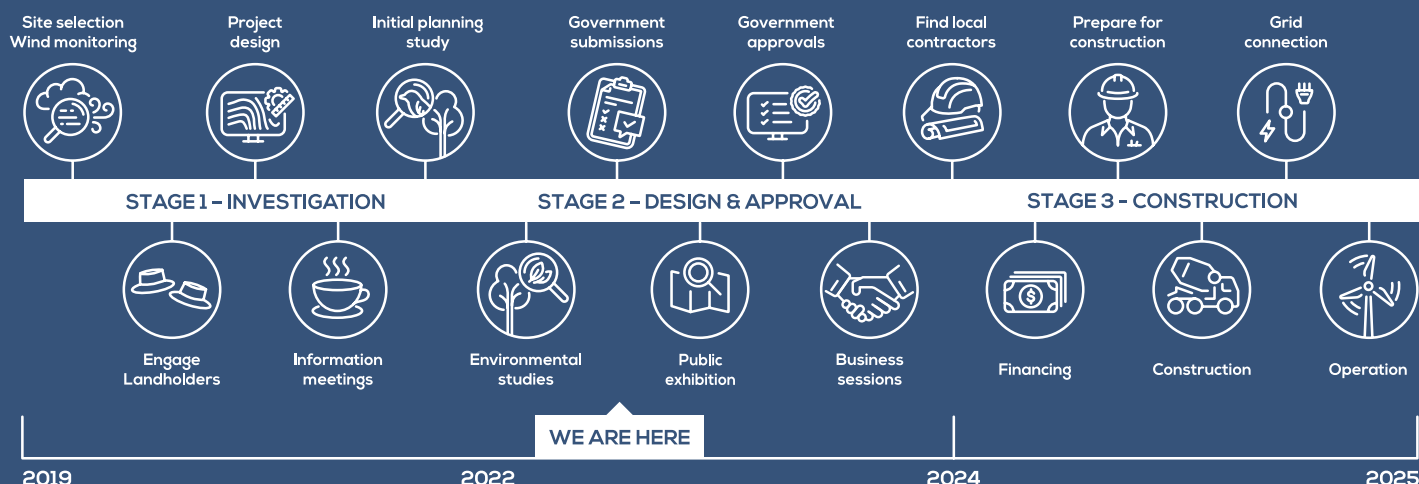 Site selection
Wind monitoring
Project
design
Initial planning
study
Government
submissions
Government
approvals
Find local
contractors
Prepare for
construction
Grid
connection
STAGE 1 – INVESTIGATION
STAGE 2 – DESIGN & APPROVAL
STAGE 3 - CONSTRUCTION
Engage
Landholders
Information
meetings
Environmental
studies
Public
exhibition
Business
sessions
Financing
Construction
Operation
WE ARE HERE
2019
2022
2024
2025